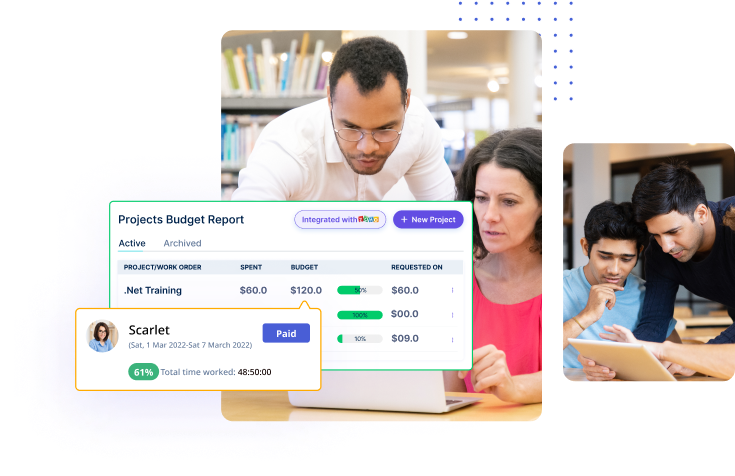 Projects Budget Report
Integrated with ZOHO
+ New Project
Active Archived
PROJECT/WORK ORDER SPENT BUDGET REQUESTED ON
.Net Training $60.0 $120.0 50% $60.0
100% $00.0
10% $09.0
Scarlet
Paid
(Sat, 1 Mar 2022-Sat 7 March 2022)
61% Total time worked: 48:50:00